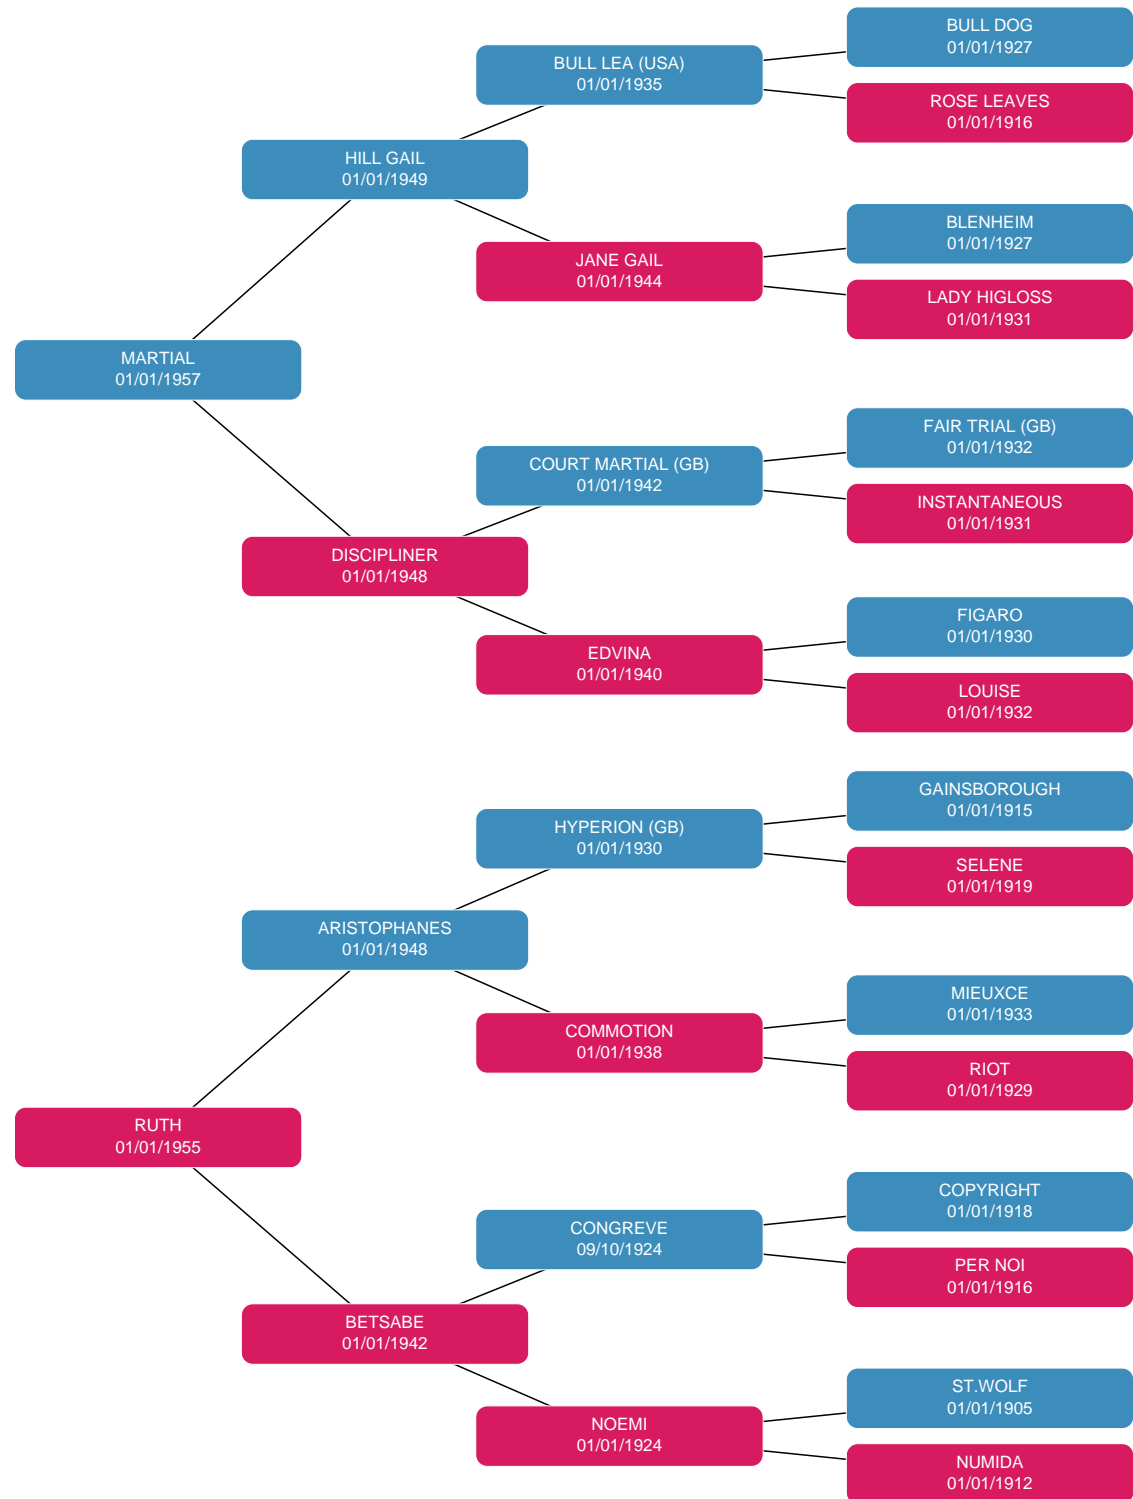 BULL DOG
01/01/1927
BULL LEA (USA)
01/01/1935
ROSE LEAVES
01/01/1916
HILL GAIL
01/01/1949
BLENHEIM
01/01/1927
JANE GAIL
01/01/1944
LADY HIGLOSS
01/01/1931
MARTIAL
01/01/1957
FAIR TRIAL (GB)
01/01/1932
COURT MARTIAL (GB)
01/01/1942
INSTANTANEOUS
01/01/1931
DISCIPLINER
01/01/1948
FIGARO
01/01/1930
EDVINA
01/01/1940
LOUISE
01/01/1932
GAINSBOROUGH
01/01/1915
HYPERION (GB)
01/01/1930
SELENE
01/01/1919
ARISTOPHANES
01/01/1948
MIEUXCE
01/01/1933
COMMOTION
01/01/1938
RIOT
01/01/1929
RUTH
01/01/1955
COPYRIGHT
01/01/1918
CONGREVE
09/10/1924
PER NOI
01/01/1916
BETSABE
01/01/1942
ST.WOLF
01/01/1905
NOEMI
01/01/1924
NUMIDA
01/01/1912